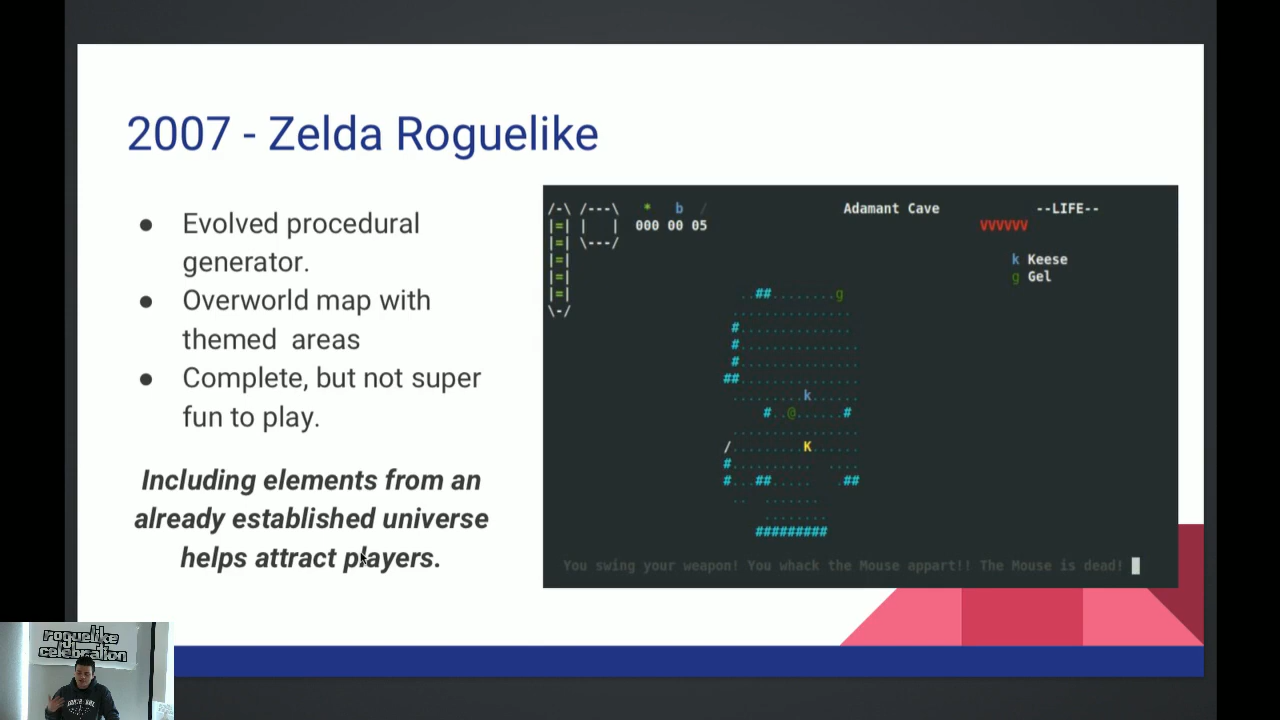 2007 - Zelda Roguelike
● Evolved procedural
generator.
● Overworld map with
themed areas
● Complete, but not super
fun to play.
Including elements from an
already established universe
helps attract players.
/-\ /---\ * b / Adamant Cave --LIFE--
|=| | | 000 00 05 VVVVVV
|=| \---/
|=| k Keese
|=| g Gel
|=| ..##........g
\-/ ..............
#.............
#..............
#..............
##..............
.........k......
#..@......#
................
/.........K......
#.......... ....
#...##..... .##
.. .......
........
#########
You swing your weapon! You whack the Mouse appart!! The Mouse is dead!
roguelike
celebration